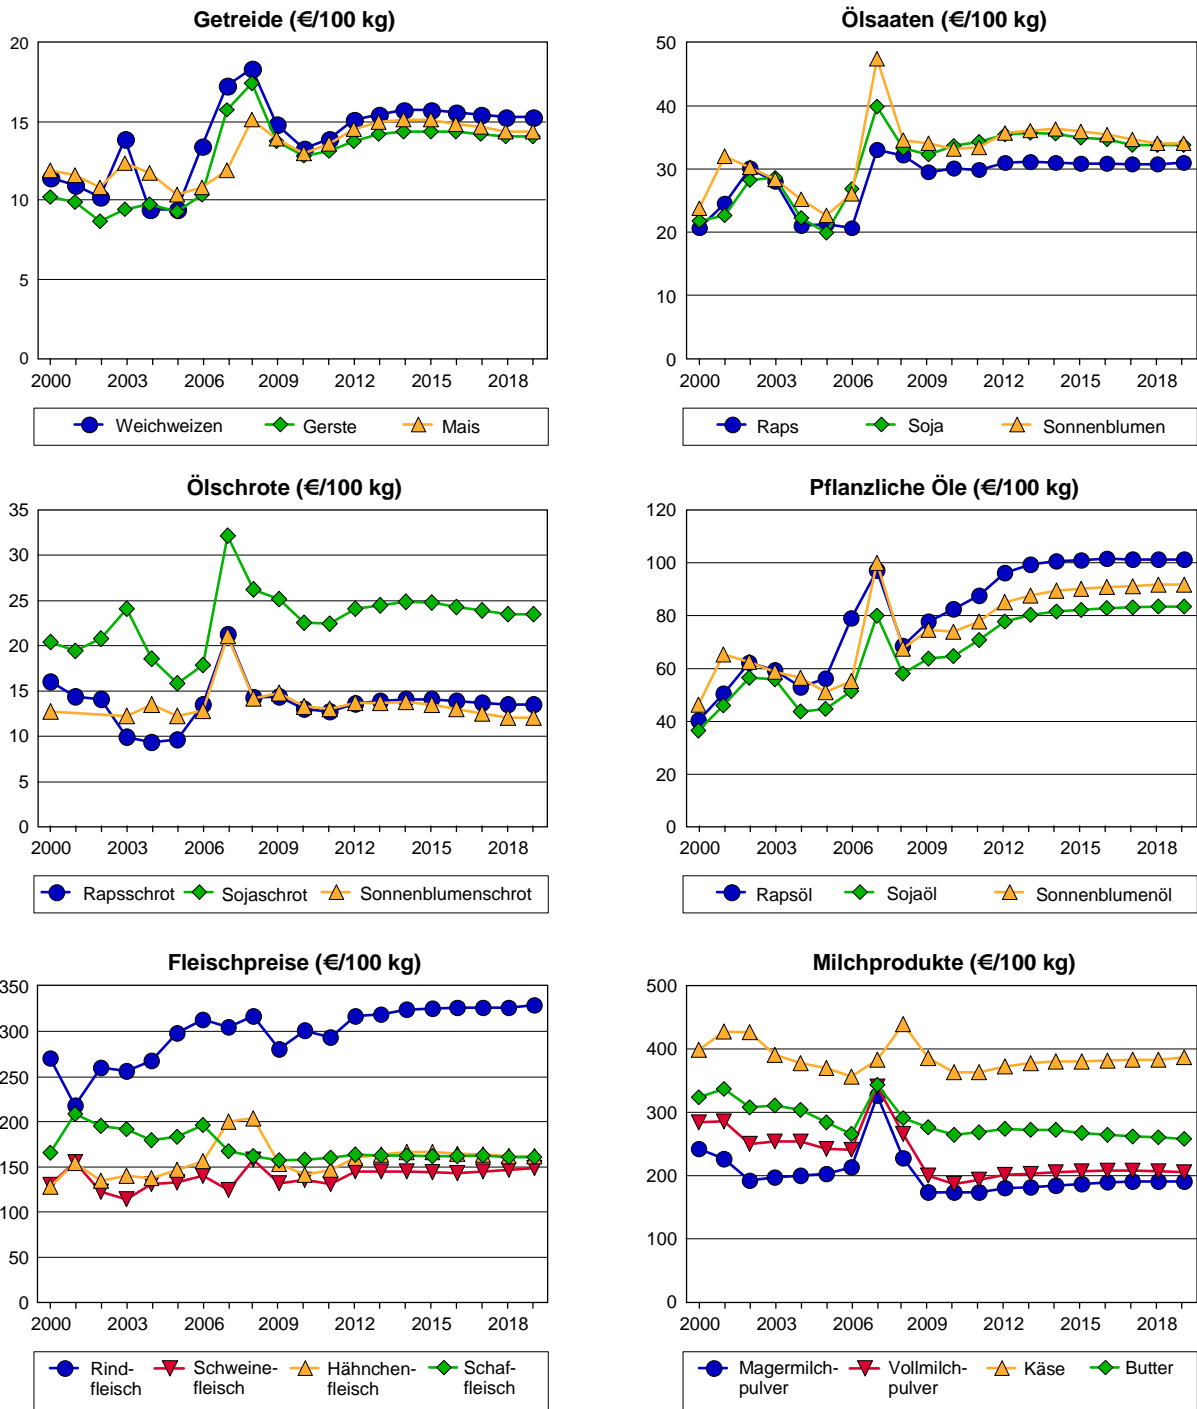 Getreide (€/100 kg)
20
15
10
5
0
2000 2003 2006 2009 2012 2015 2018
Weichweizen Gerste Mais
Ölsaaten (€/100 kg)
50
40
30
20
10
0
2000 2003 2006 2009 2012 2015 2018
Raps Soja Sonnenblumen
Ölschrote (€/100 kg)
35
30
25
20
15
10
5
0
2000 2003 2006 2009 2012 2015 2018
Rapsschrot Sojaschrot Sonnenblumenschrot
Pflanzliche Öle (€/100 kg)
120
100
80
60
40
20
0
2000 2003 2006 2009 2012 2015 2018
Rapsöl Sojaöl Sonnenblumenöl
Fleischpreise (€/100 kg)
350
300
250
200
150
100
50
0
2000 2003 2006 2009 2012 2015 2018
Rind- Schweine- Hähnchen- Schaf-
fleisch fleisch fleisch fleisch
Milchprodukte (€/100 kg)
500
400
300
200
100
0
2000 2003 2006 2009 2012 2015 2018
Magermilch- Vollmilch- Käse Butter
pulver pulver